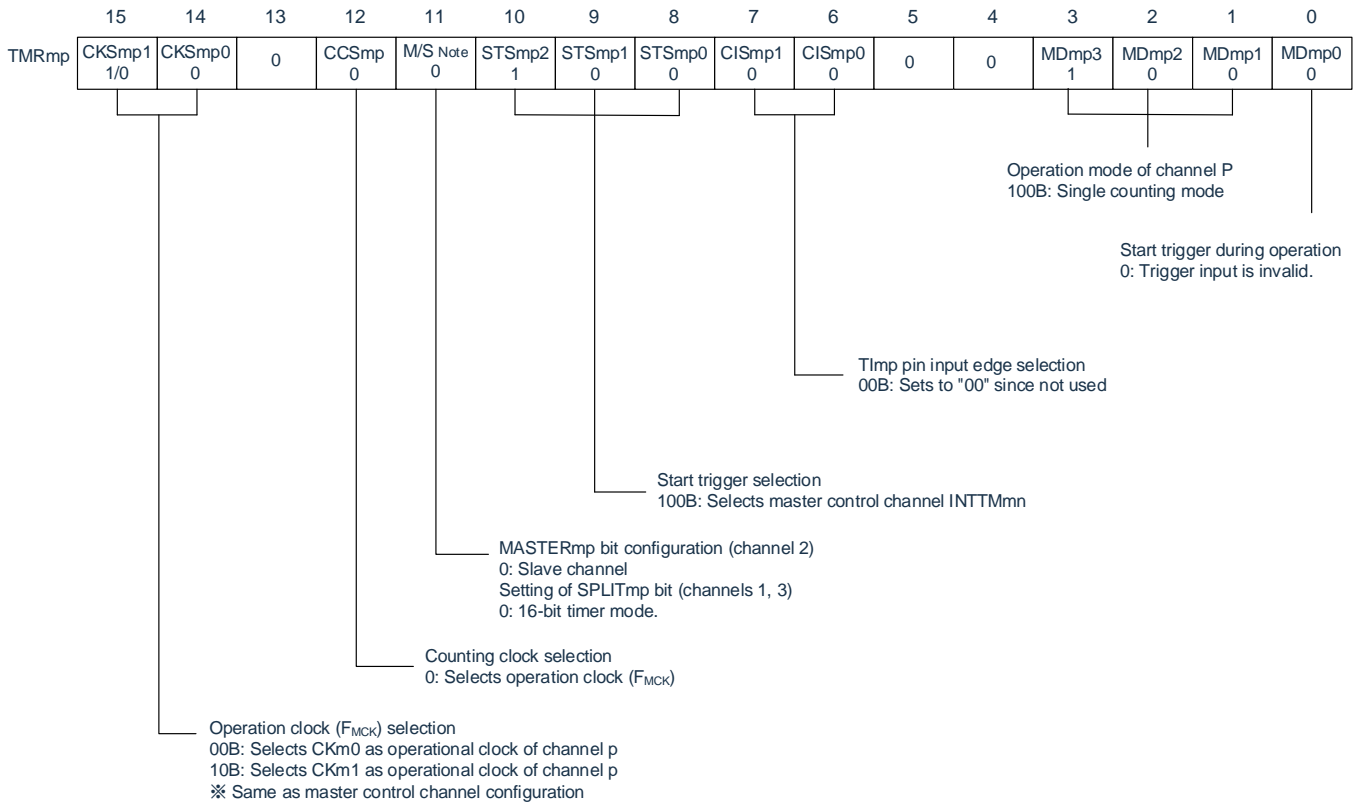 15 14 13 12 11 10 9 8 7 6 5 4 3 2 1 0
TMRmp CKSmp1 CKSmp0 0 CCSmp M/S Note STSmp2 STSmp1 STSmp0 CISmp1 CISmp0 0 0 MDmp3 MDmp2 MDmp1 MDmp0
1/0 0 0 0 1 0 0 0 0 1 0 0 0
Operation mode of channel P
100B: Single counting mode
Start trigger during operation
0: Trigger input is invalid.
TImp pin input edge selection
00B: Sets to "00" since not used
Start trigger selection
100B: Selects master control channel INTTMmn
MASTERmp bit configuration (channel 2)
0: Slave channel
Setting of SPLITmp bit (channels 1, 3)
0: 16-bit timer mode.
Counting clock selection
0: Selects operation clock (FMCK)
Operation clock (FMCK) selection
00B: Selects CKm0 as operational clock of channel p
10B: Selects CKm1 as operational clock of channel p
※ Same as master control channel configuration